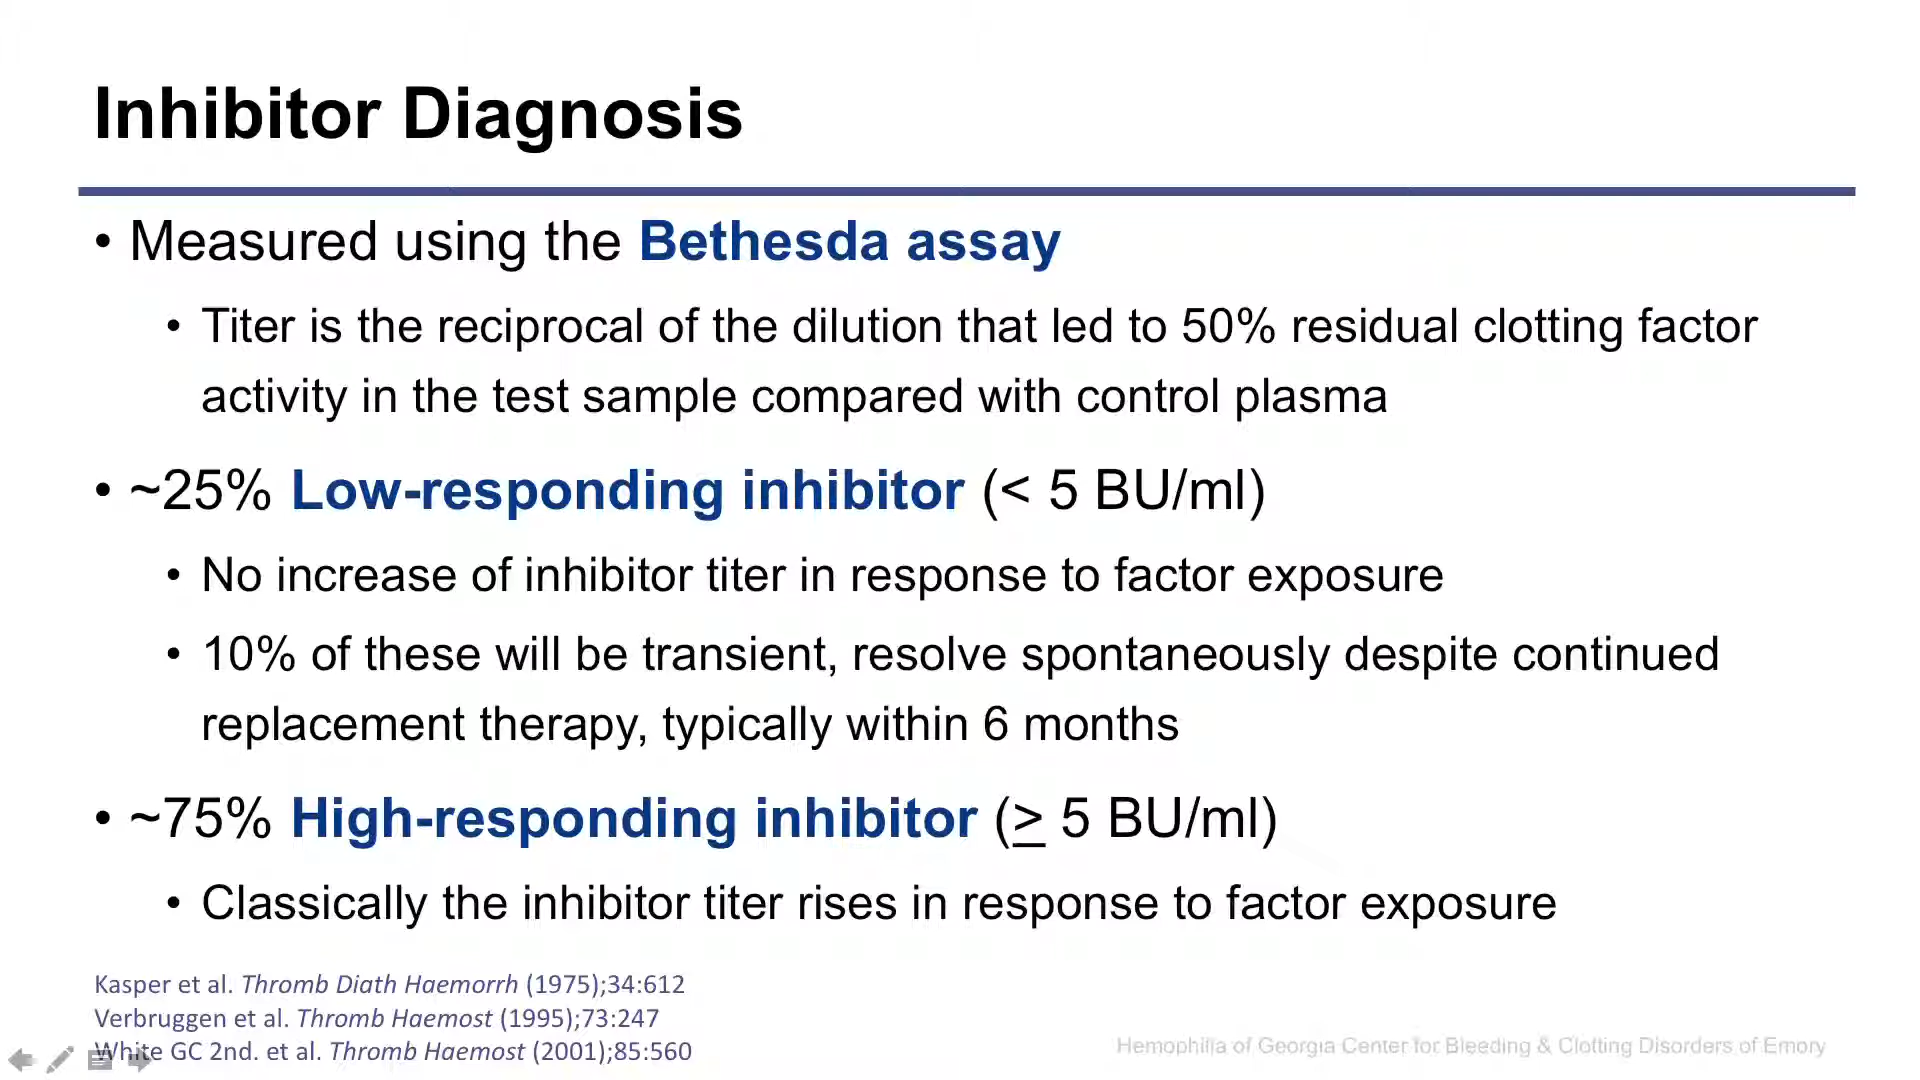 Inhibitor Diagnosis
• Measured using the Bethesda assay
• Titer is the reciprocal of the dilution that led to 50% residual clotting factor
activity in the test sample compared with control plasma
• ~25% Low-responding inhibitor (< 5 BU/ml)
• No increase of inhibitor titer in response to factor exposure
• 10% of these will be transient, resolve spontaneously despite continued
replacement therapy, typically within 6 months
• ~75% High-responding inhibitor (≥ 5 BU/ml)
• Classically the inhibitor titer rises in response to factor exposure
Kasper et al. Thromb Diath Haemorrh (1975);34:612
Verbruggen et al. Thromb Haemost (1995);73:247
White GC 2nd. et al. Thromb Haemost (2001);85:560
Hemophilia of Georgia Center for Bleeding & Clotting Disorders of Emory